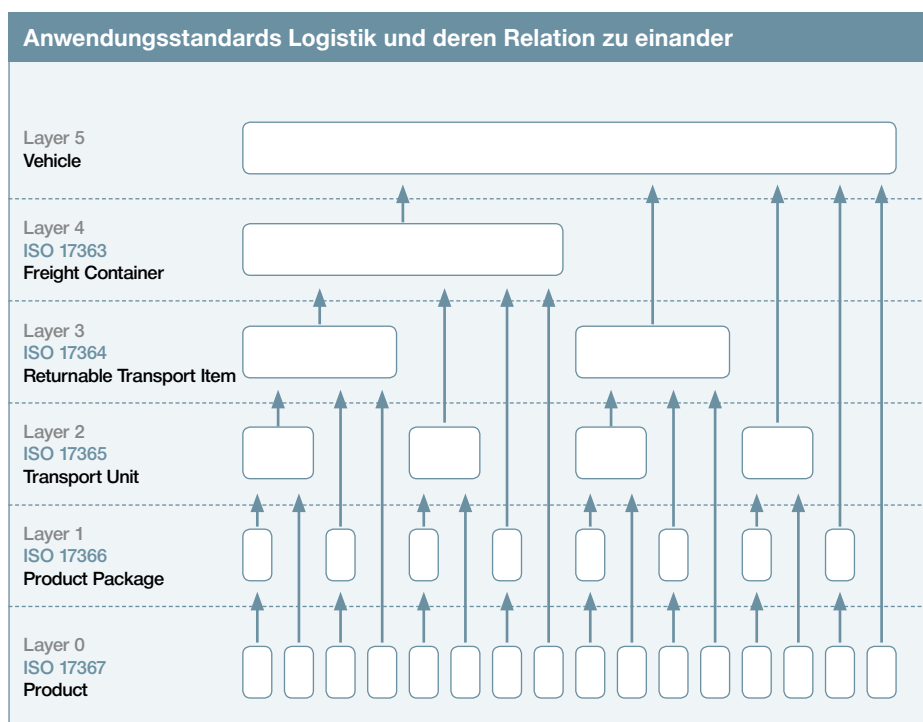 Anwendungsstandards Logistik und deren Relation zu einander
Layer 5
Vehicle
Layer 4
ISO 17363
Freight Container
Layer 3
ISO 17364
Returnable Transport Item
Layer 2
ISO 17365
Transport Unit
Layer 1
ISO 17366
Product Package
Layer 0
ISO 17367
Product